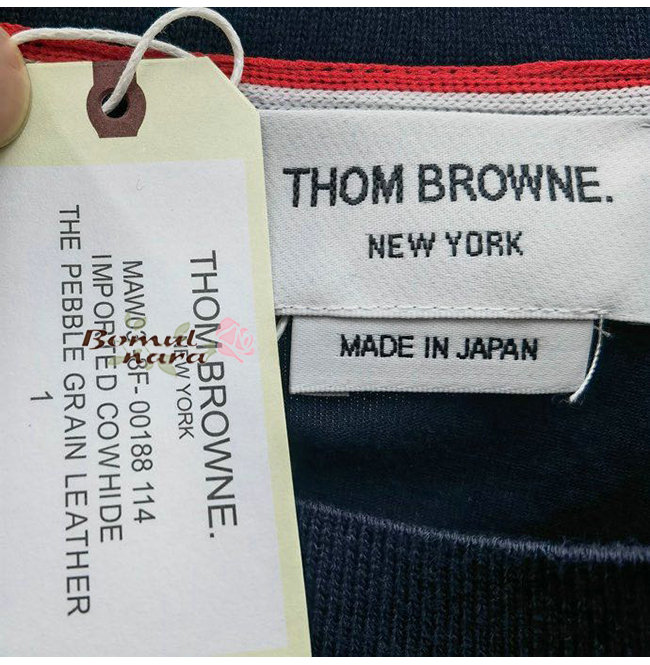 THOM BROWNE.
NEW YORK
MADE IN JAPAN
THOM BROWNE.
YORK
00188 114
IMPORTED COWHIDE
THE PEBBLE GRAIN LEATHER
1
Bomul
nara